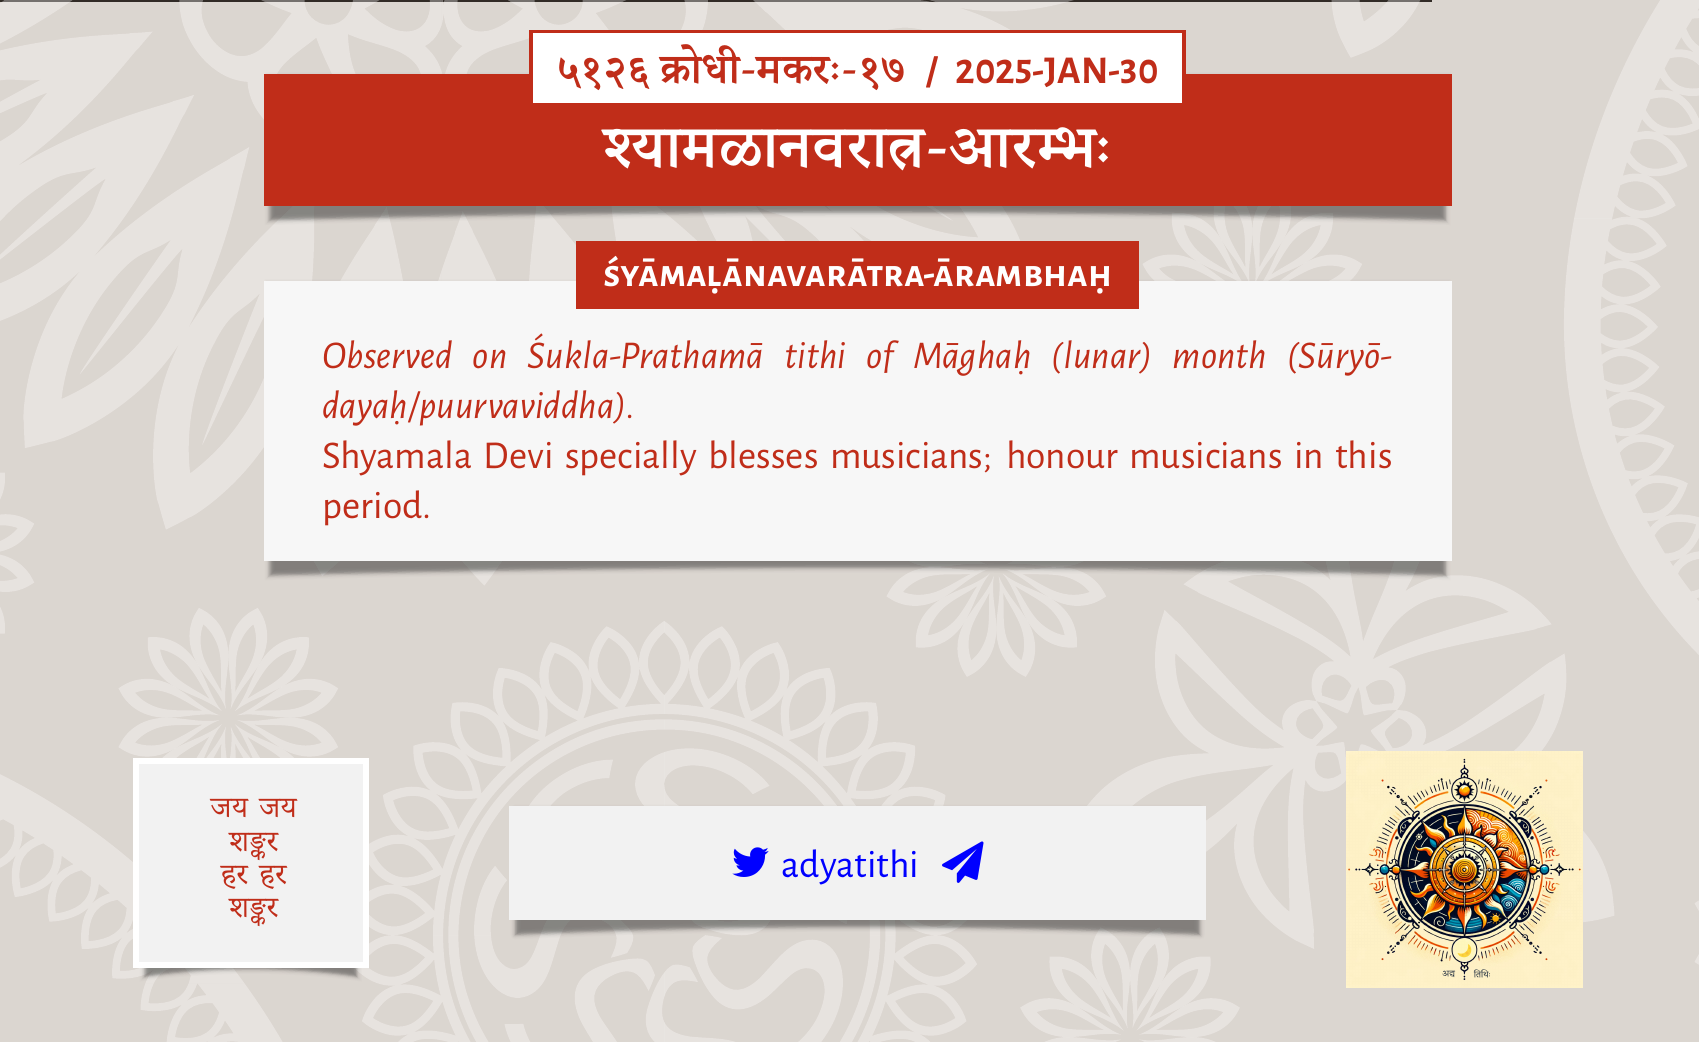 ५१२६ क्रोधी-मकरः-१७ / 2025-JAN-30
श्यामळानवरात्र-आरम्भः
ŚYĀMAḶĀNAVARĀTRA-ĀRAMBHAḤ
Observed on Śukla-Prathamā tithi of Māghaḥ (lunar) month (Sūryō-
dayaḥ/puurvaviddha).
Shyamala Devi specially blesses musicians; honour musicians in this
period.
जय जय
शङ्कर
हर हर
शङ्कर
adyatithi
अद्य तिथिः